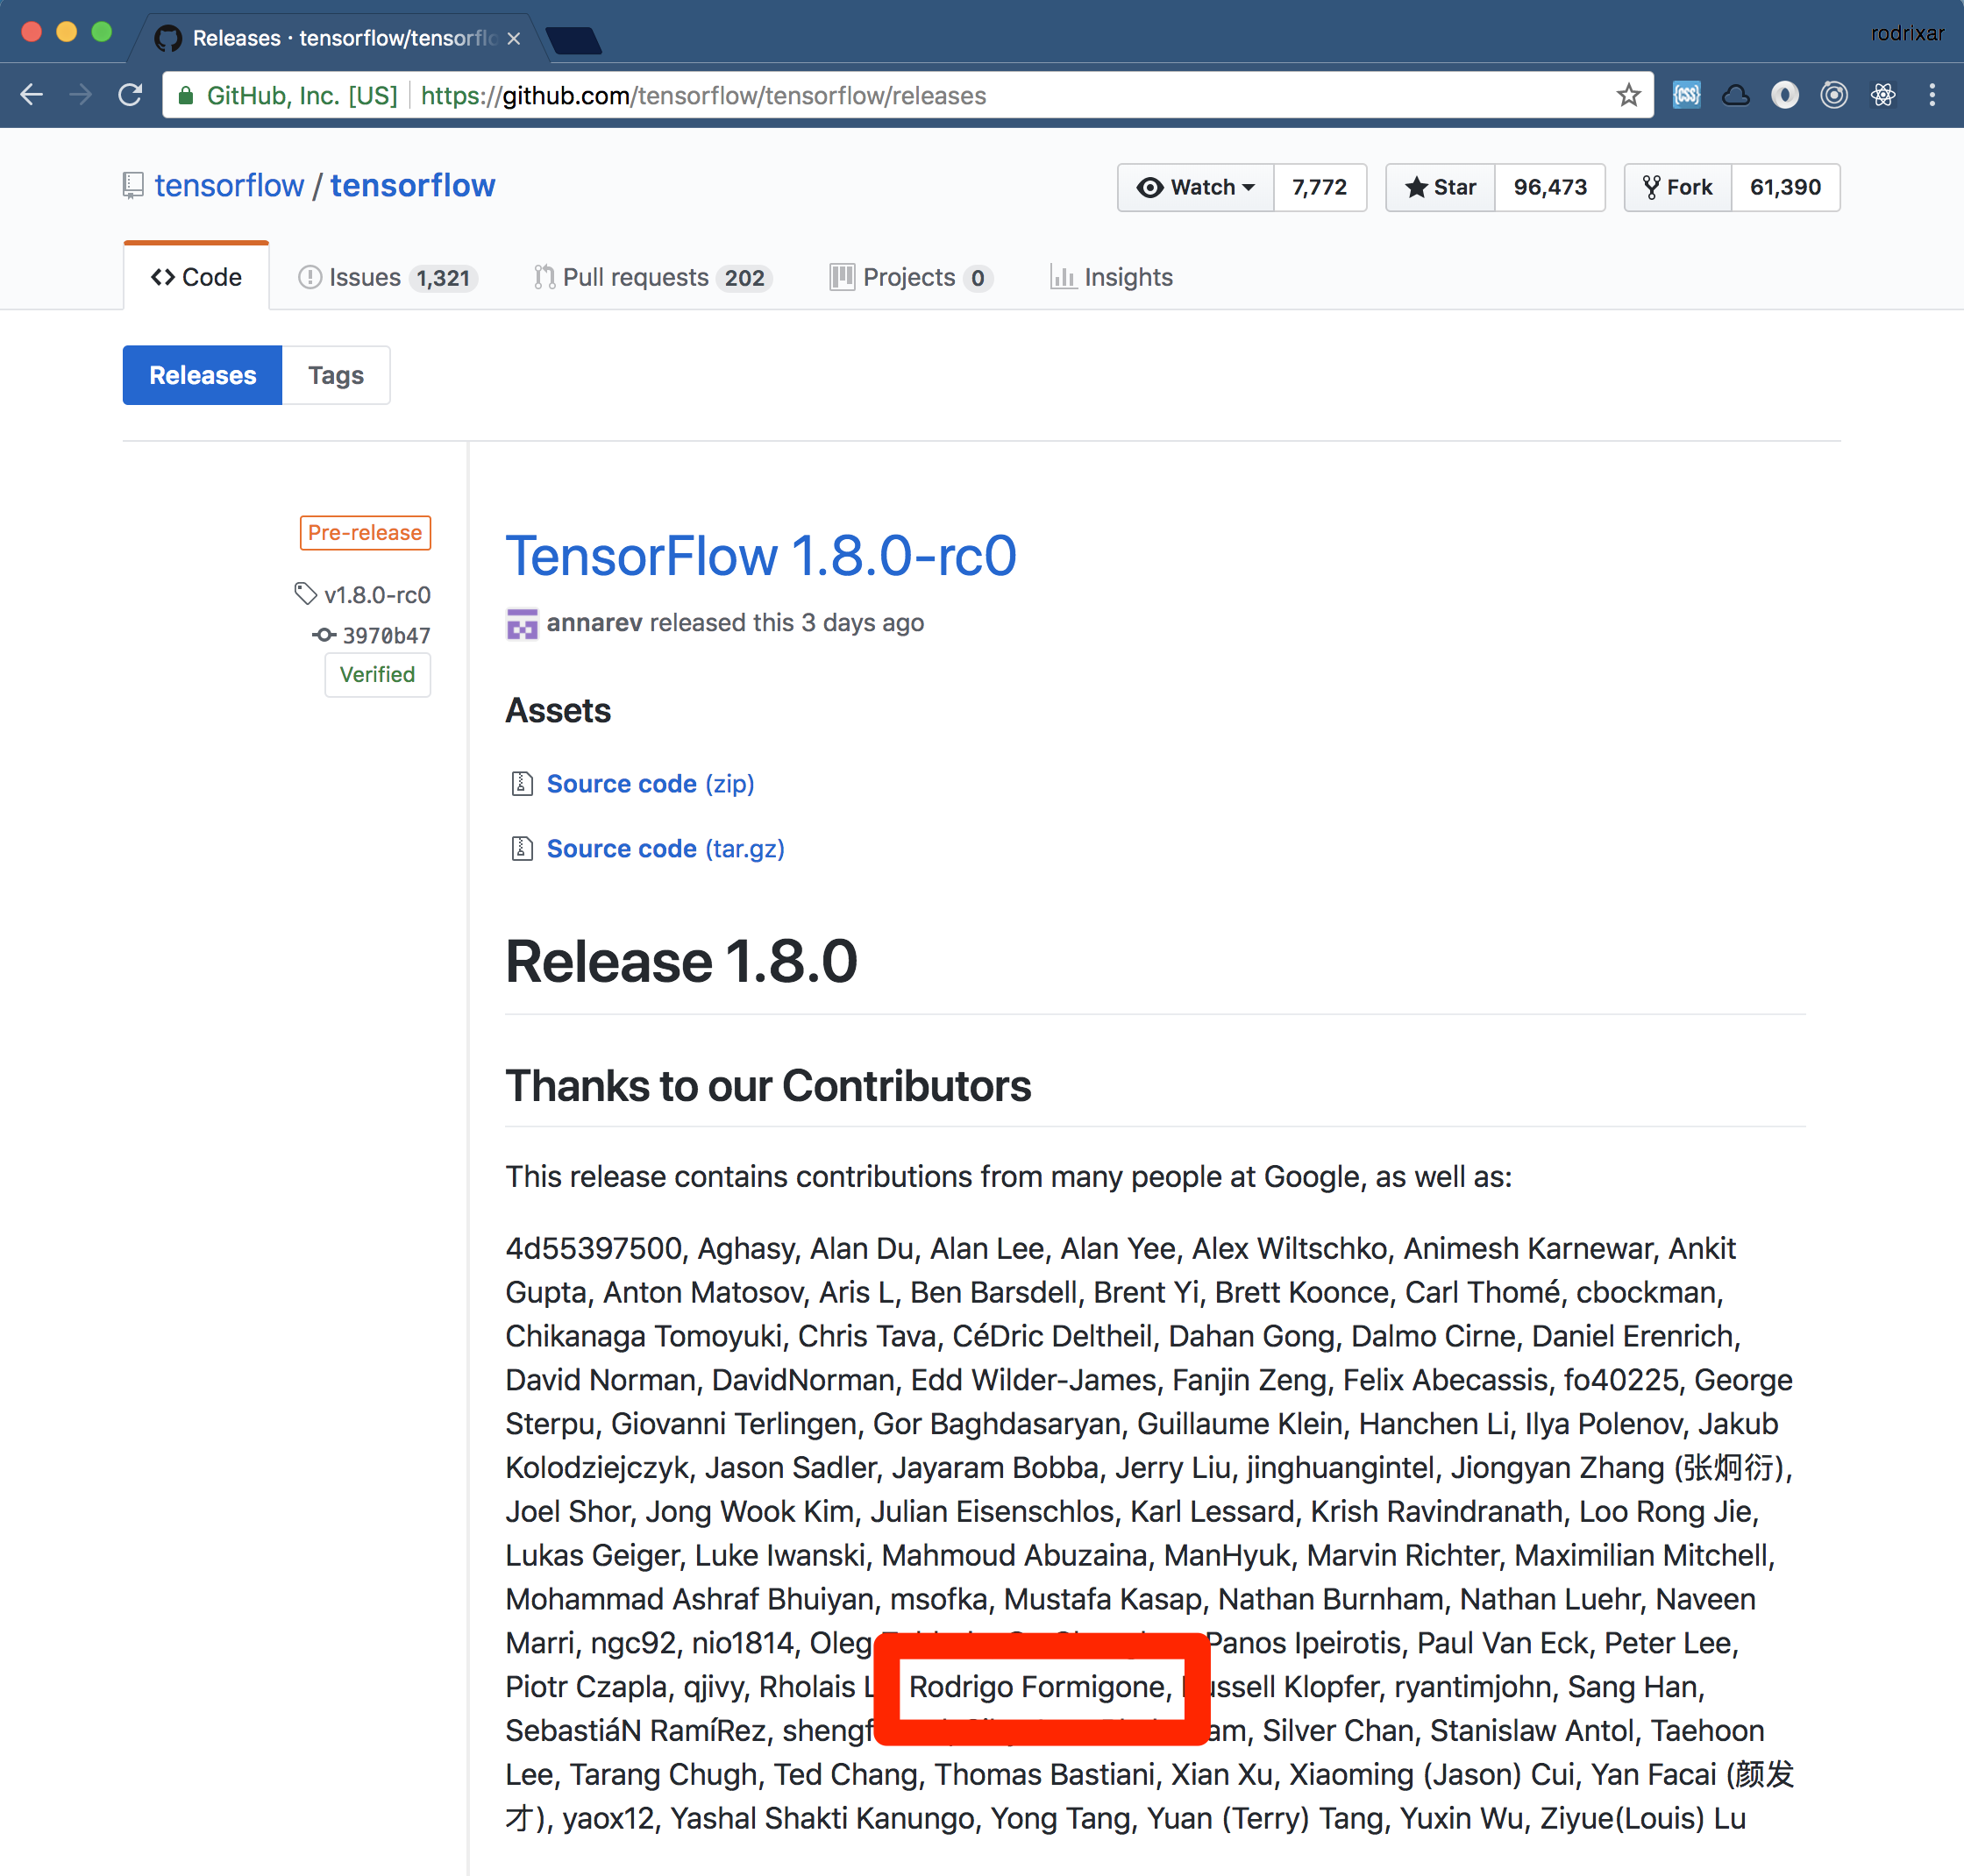 Releases · tensorflow/tensorflo
rodrixar
GitHub, Inc. [US] https://github.com/tensorflow/tensorflow/releases
tensorflow / tensorflow
Watch 7,772 Star 96,473 Fork 61,390
Code Issues 1,321 Pull requests 202 Projects 0 Insights
Releases Tags
Pre-release
v1.8.0-rc0
3970b47
Verified
TensorFlow 1.8.0-rc0
annarev released this 3 days ago
Assets
Source code (zip)
Source code (tar.gz)
Release 1.8.0
Thanks to our Contributors
This release contains contributions from many people at Google, as well as:
4d55397500, Aghasy, Alan Du, Alan Lee, Alan Yee, Alex Wiltschko, Animesh Karnewar, Ankit
Gupta, Anton Matosov, Aris L, Ben Barsdell, Brent Yi, Brett Koonce, Carl Thomé, cbockman,
Chikanaga Tomoyuki, Chris Tava, CéDric Deltheil, Dahan Gong, Dalmo Cirne, Daniel Erenrich,
David Norman, DavidNorman, Edd Wilder-James, Fanjin Zeng, Felix Abecassis, fo40225, George
Sterpu, Giovanni Terlingen, Gor Baghdasaryan, Guillaume Klein, Hanchen Li, Ilya Polenov, Jakub
Kolodziejczyk, Jason Sadler, Jayaram Bobba, Jerry Liu, jinghuangintel, Jiongyan Zhang (张炯衍),
Joel Shor, Jong Wook Kim, Julian Eisenschlos, Karl Lessard, Krish Ravindranath, Loo Rong Jie,
Lukas Geiger, Luke Iwanski, Mahmoud Abuzaina, ManHyuk, Marvin Richter, Maximilian Mitchell,
Mohammad Ashraf Bhuiyan, msofka, Mustafa Kasap, Nathan Burnham, Nathan Luehr, Naveen
Marri, ngc92, nio1814, Oleg Panos Ipeirotis, Paul Van Eck, Peter Lee,
Piotr Czapla, qjivy, Rholais Rodrigo Formigone, Klopfer, ryantimjohn, Sang Han,
SebastiáN RamíRez, Silver Chan, Stanislaw Antol, Taehoon
Lee, Tarang Chugh, Ted Chang, Thomas Bastiani, Xian Xu, Xiaoming (Jason) Cui, Yan Facai (颜发
才), yaox12, Yashal Shakti Kanungo, Yong Tang, Yuan (Terry) Tang, Yuxin Wu, Ziyue(Louis) Lu